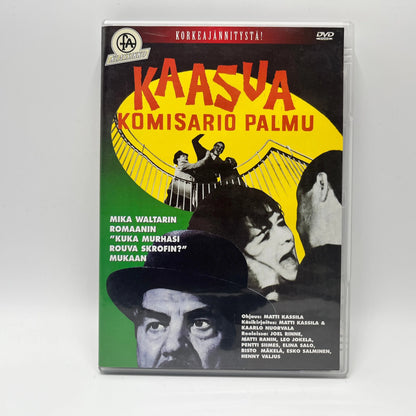 KORKEAJÄNNITYSTÄ!
DVD
KAASUA
KOMISARIO PALMU
MIKA WALTARIN
ROMAANIN
"KUKA MURHASI
ROUVA SKROFIN?"
MUKAAN
Ohjaus: MATTI KASSILA
Käsikirjoitus: MATTI KASSILA &
KAARLO NUORVALA
Rooleissa: JOEL RINNE,
MATTI RANIN, LEO JOKELA,
PENTTI SIIMES, ELINA SALO,
RISTO MÄKELÄ, ESKO SALMINEN,
HENNY VALJUS